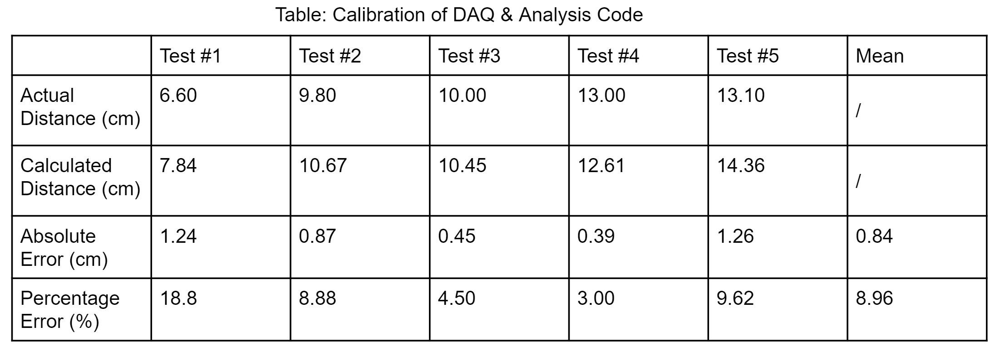 Table: Calibration of DAQ & Analysis Code
Test #1 Test #2 Test #3 Test #4 Test #5 Mean
Actual
Distance (cm) 6.60 9.80 10.00 13.00 13.10 /
Calculated
Distance (cm) 7.84 10.67 10.45 12.61 14.36 /
Absolute
Error (cm) 1.24 0.87 0.45 0.39 1.26 0.84
Percentage
Error (%) 18.8 8.88 4.50 3.00 9.62 8.96